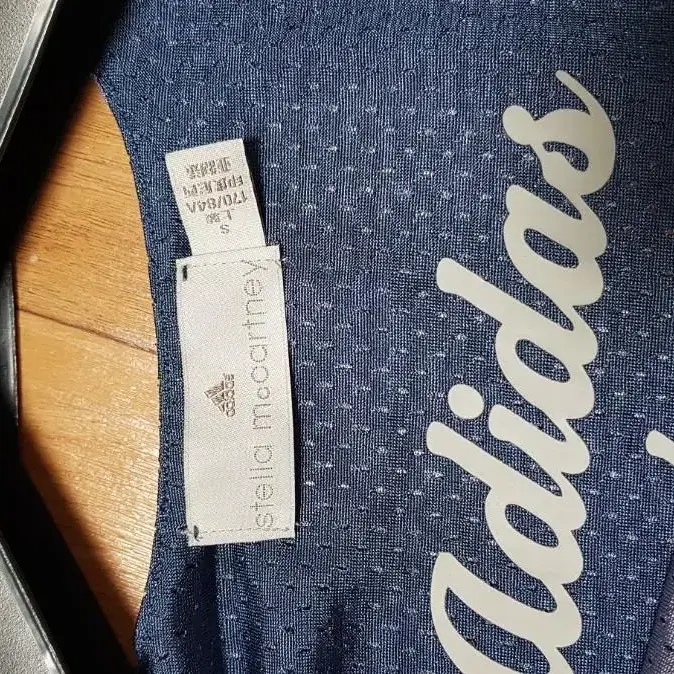 S
170/84A
adidas
stella mccartney
adidas